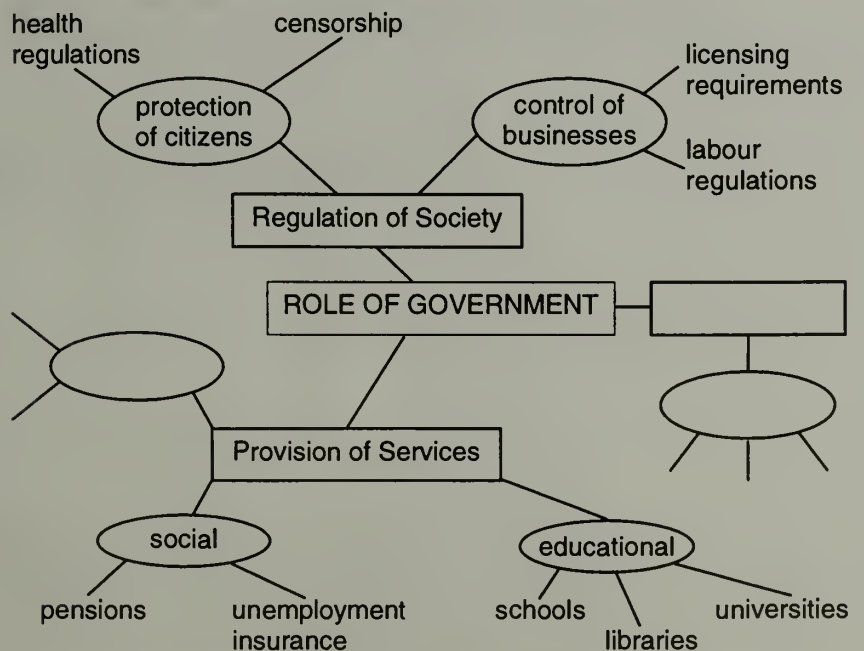 health
regulations
censorship
protection
of citizens
control of
businesses
licensing
requirements
labour
regulations
Regulation of Society
ROLE OF GOVERNMENT
Provision of Services
social
educational
pensions
unemployment
insurance
schools
libraries
universities